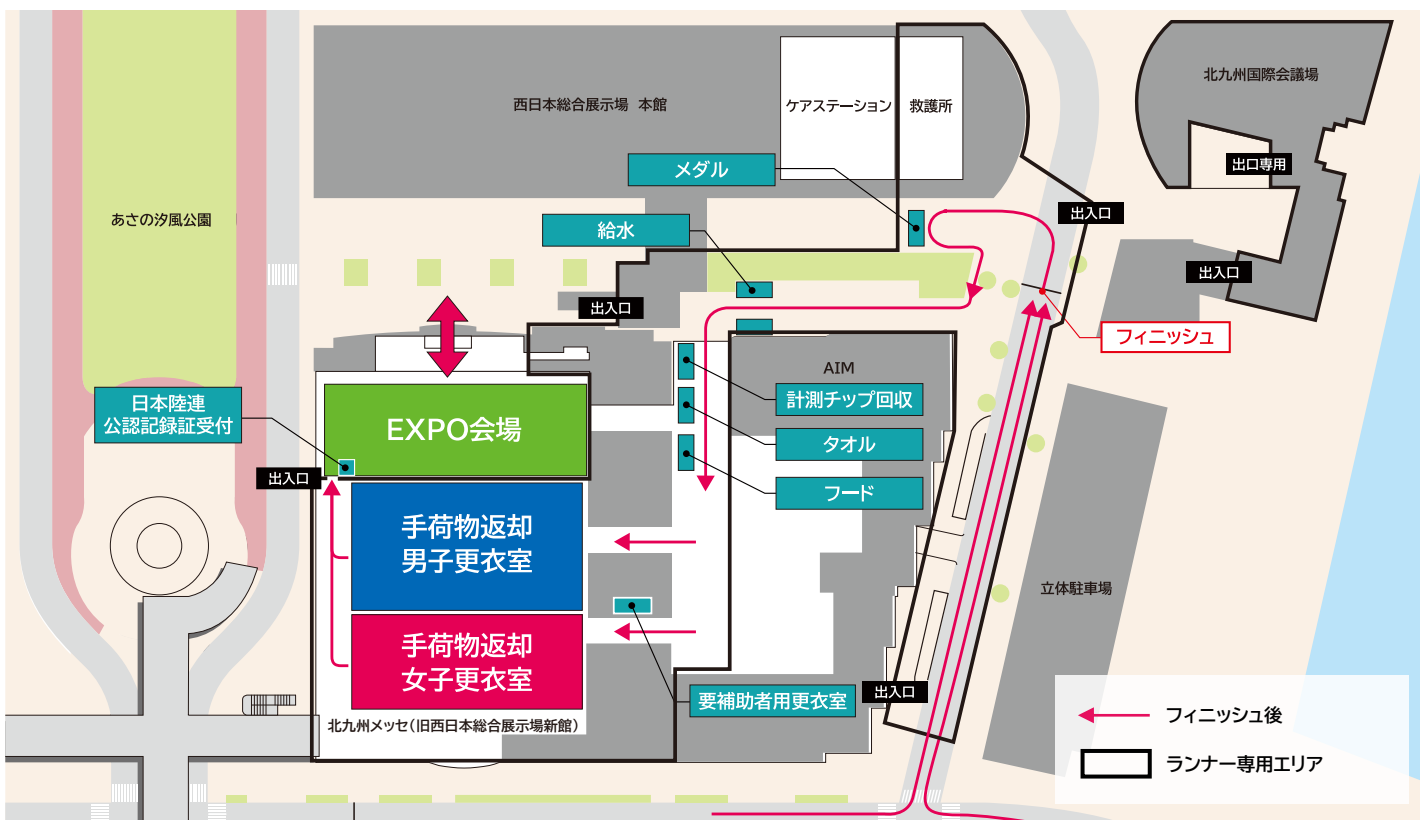 西日本総合展示場 本館
ケアステーション
救護所
北九州国際会議場
出口専用
メダル
あさの汐風公園
給水
出入口
出入口
出入口
フィニッシュ
AIM
日本陸連
公認記録証受付
EXPO会場
計測チップ回収
タオル
フード
出入口
手荷物返却
男子更衣室
立体駐車場
手荷物返却
女子更衣室
要補助者用更衣室
出入口
北九州メッセ(旧西日本総合展示場新館)
フィニッシュ後
ランナー専用エリア